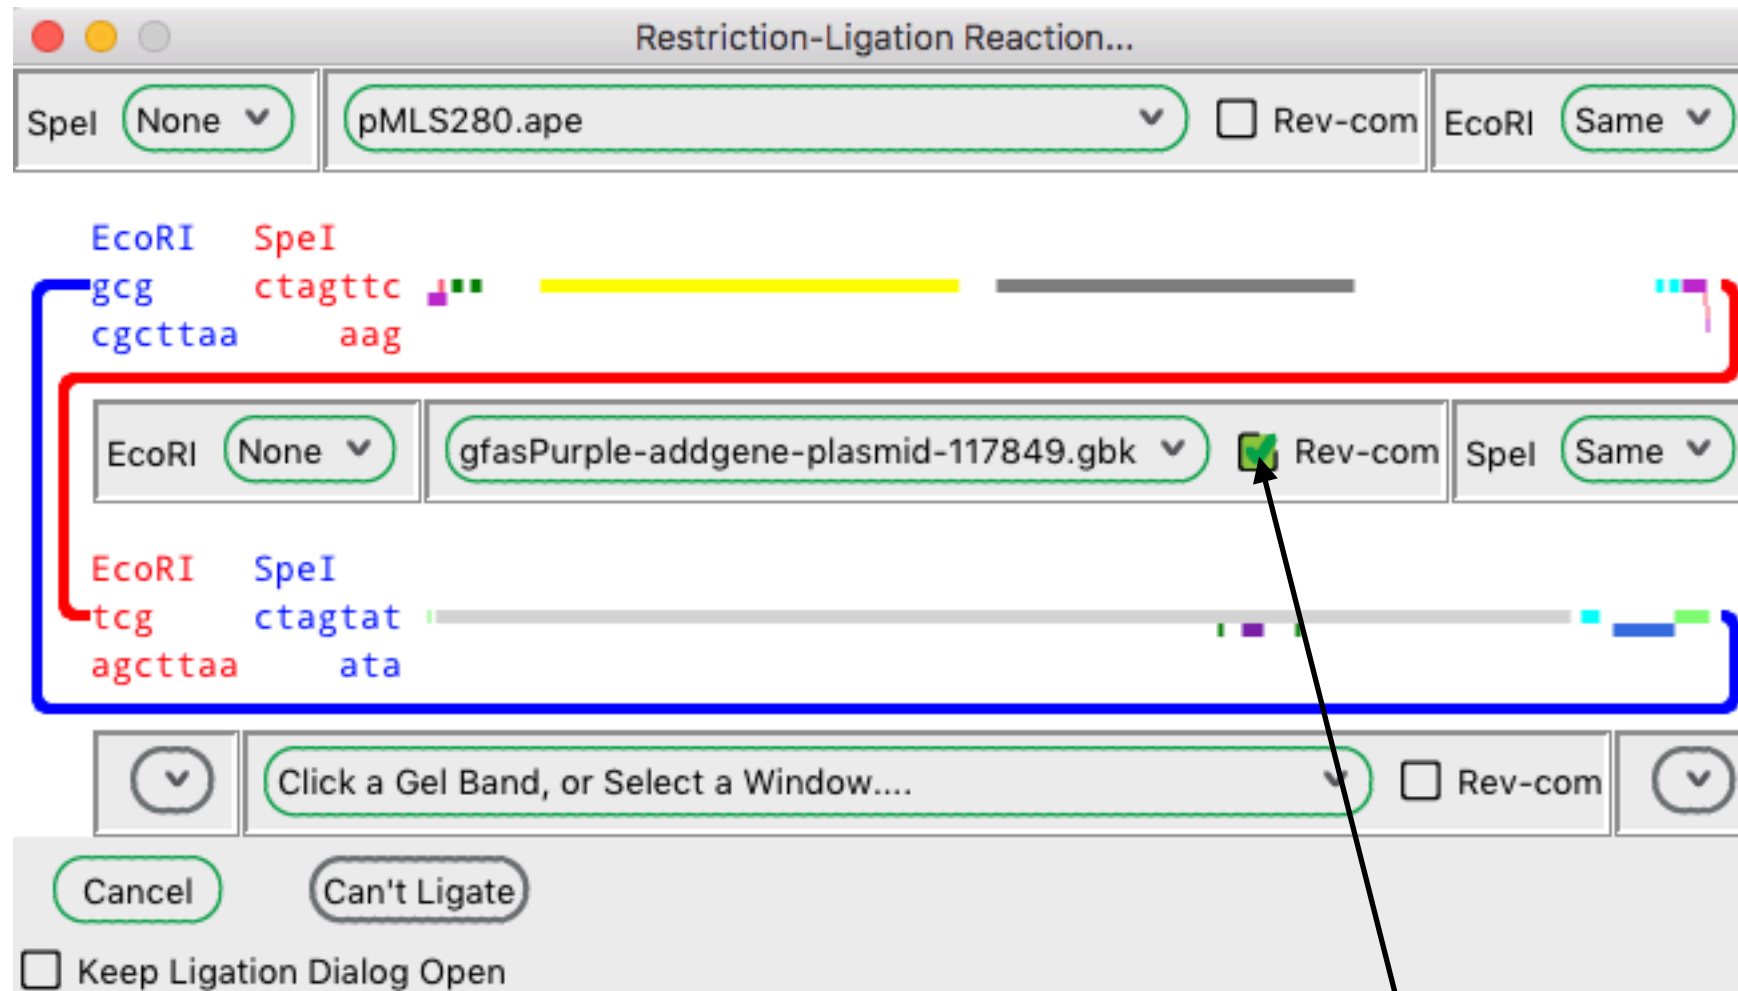 Restriction-Ligation Reaction...
SpeI None pMLS280.ape Rev-com EcoRI Same
EcoRI SpeI
gcg ctagttc
cgcttaa aag
EcoRI None gfasPurple-addgene-plasmid-117849.gbk Rev-com SpeI Same
EcoRI SpeI
tcg ctagtat
agcttaa ata
Click a Gel Band, or Select a Window.... Rev-com
Cancel Can't Ligate
Keep Ligation Dialog Open